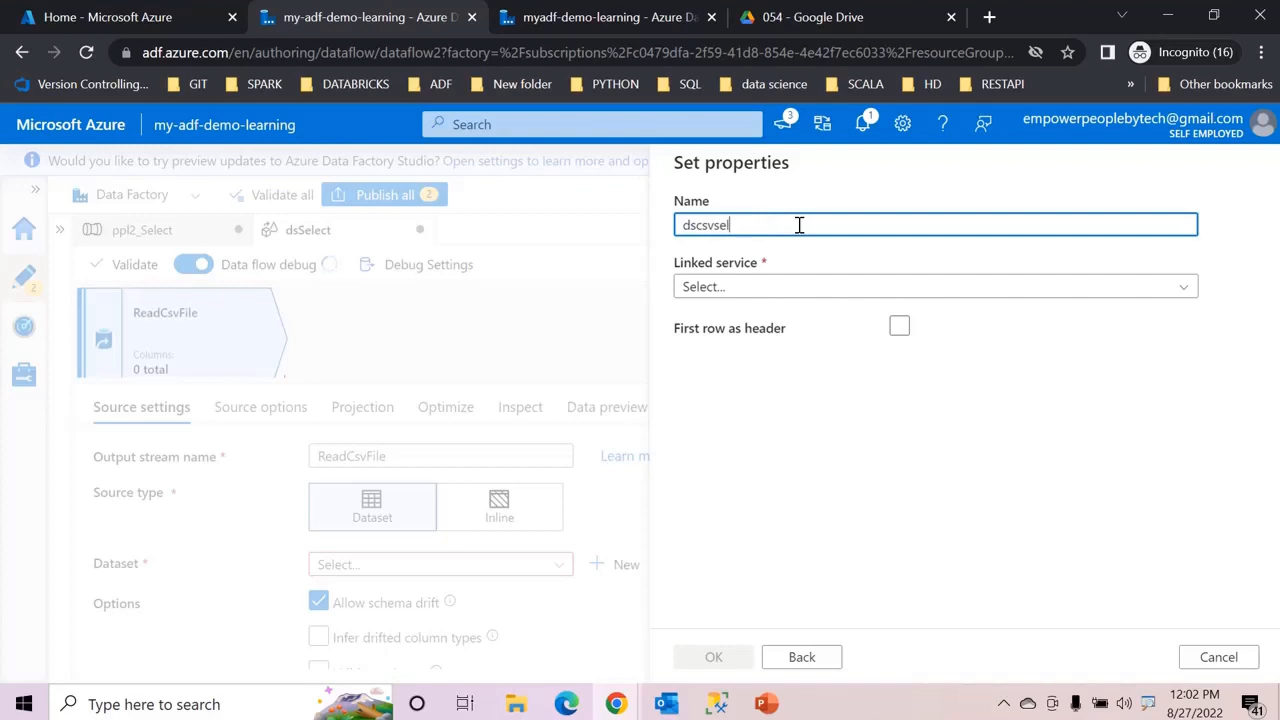 Home - Microsoft Azure
my-adf-demo-learning - Azure D
myadf-demo-learning - Azure Da
054 - Google Drive
adf.azure.com/en/authoring/dataflow/dataflow2?factory=%2Fsubscriptions%2Fc0479dfa-2f59-41d8-854e-4e42f7ec6033%2FresourceGroup...
Incognito (16)
Version Controlling...
GIT
SPARK
DATABRICKS
ADF
New folder
PYTHON
SQL
data science
SCALA
HD
RESTAPI
»
Other bookmarks
Microsoft Azure
my-adf-demo-learning
Search
3
1
empowerpeoplebytech@gmail.com
SELF EMPLOYED
Would you like to try preview updates to Azure Data Factory Studio? Open settings to learn more and op
Data Factory
Validate all
Publish all 2
ppl2_Select
dsSelect
Validate
Data flow debug
Debug Settings
2
ReadCsvFile
Columns:
0 total
Source settings
Source options
Projection
Optimize
Inspect
Data preview
Output stream name *
ReadCsvFile
Learn m
Source type *
Dataset
Inline
Dataset *
Select...
New
Options
Allow schema drift
Infer drifted column types
Set properties
Name
dscsvsel
Linked service *
Select...
First row as header
OK
Back
Cancel
Type here to search
12:02 PM
8/27/2022
41